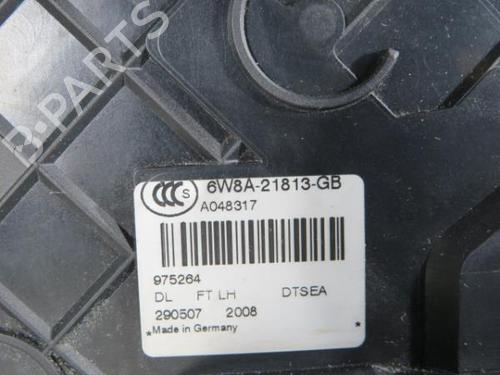 B-PARTS
CCC S 6W8A-21813-GB
A048317
975264
DL FT LH DTSEA
290507 2008
*Made in Germany *